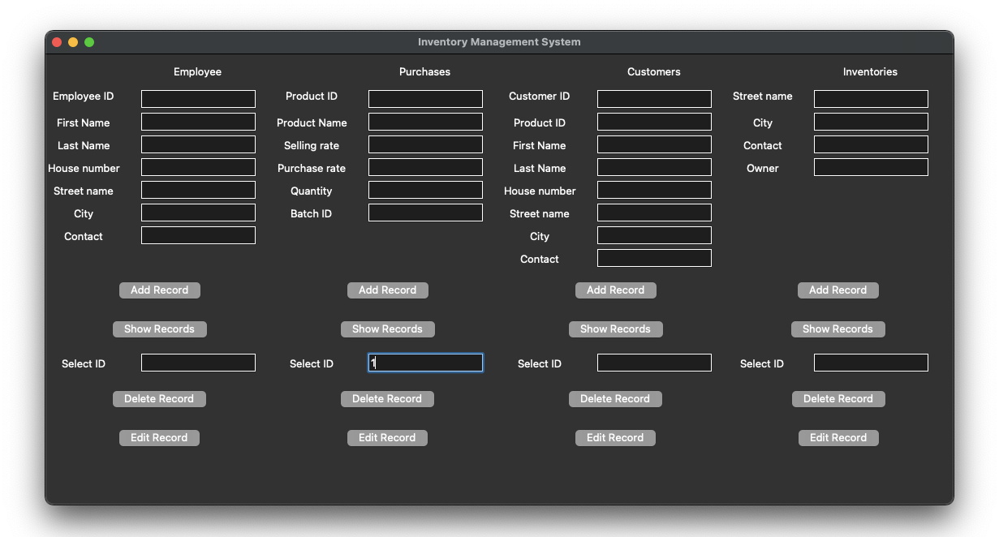 Inventory Management System
Employee Purchases Customers Inventories
Employee ID Product ID Customer ID Street name
First Name Product Name Product ID City
Last Name Selling rate First Name Contact
House number Purchase rate Last Name Owner
Street name Quantity House number
City Batch ID Street name
Contact City
Contact
Add Record Add Record Add Record Add Record
Show Records Show Records Show Records Show Records
Select ID Select ID 1 Select ID Select ID
Delete Record Delete Record Delete Record Delete Record
Edit Record Edit Record Edit Record Edit Record